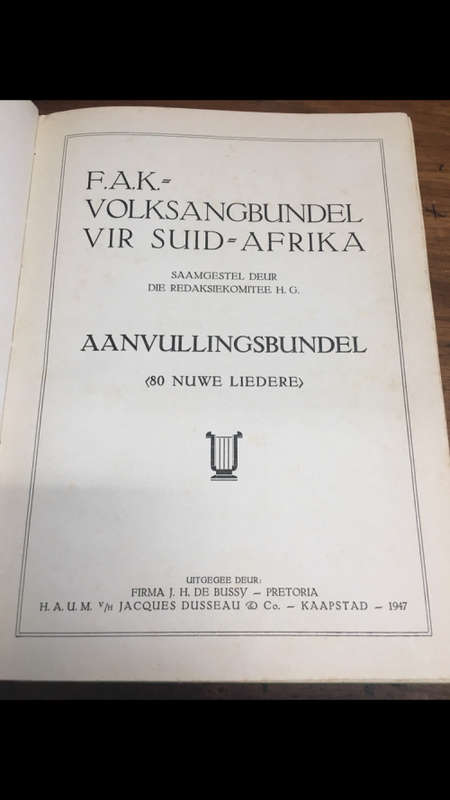 F.A.K.=
VOLKSANGBUNDEL
VIR SUID=AFRIKA
SAAMGESTEL DEUR
DIE REDAKSIEKOMITEE H. G.
AANVULLINGSBUNDEL
(80 NUWE LIEDERE)
UITGEGEE DEUR:
FIRMA J. H. DE BUSSY – PRETORIA
H. A. U. M. V/H JACQUES DUSSEAU & Co. – KAAPSTAD – 1947